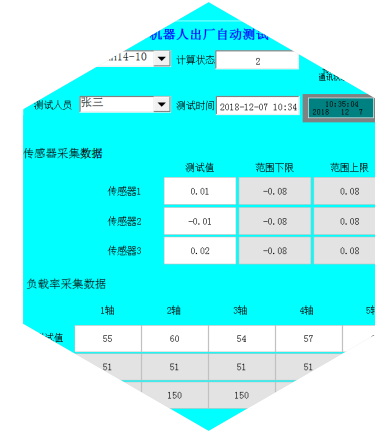 机器人出厂自动测试
14-10 计算状态 2
测试人员 张三 测试时间 2018-12-07 10:34 10:35:04
2018 12 7
传感器采集数据
测试值 范围下限 范围上限
传感器1 0.01 -0.08 0.08
传感器2 -0.01 -0.08 0.08
传感器3 0.02 -0.08 0.08
负载率采集数据
1轴 2轴 3轴 4轴
试值 55 60 54 57
51 51 51 51
150 150